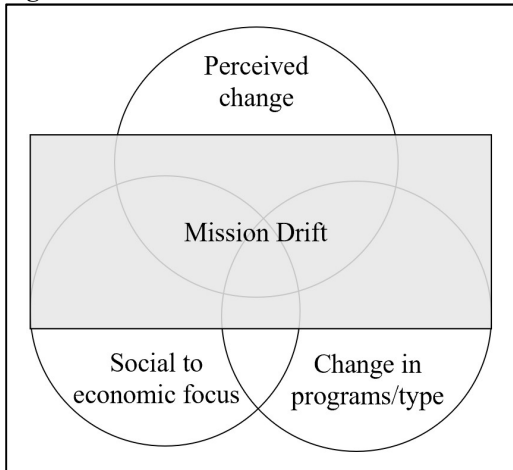 Perceived
change
Mission Drift
Social to
economic focus
Change in
programs/type